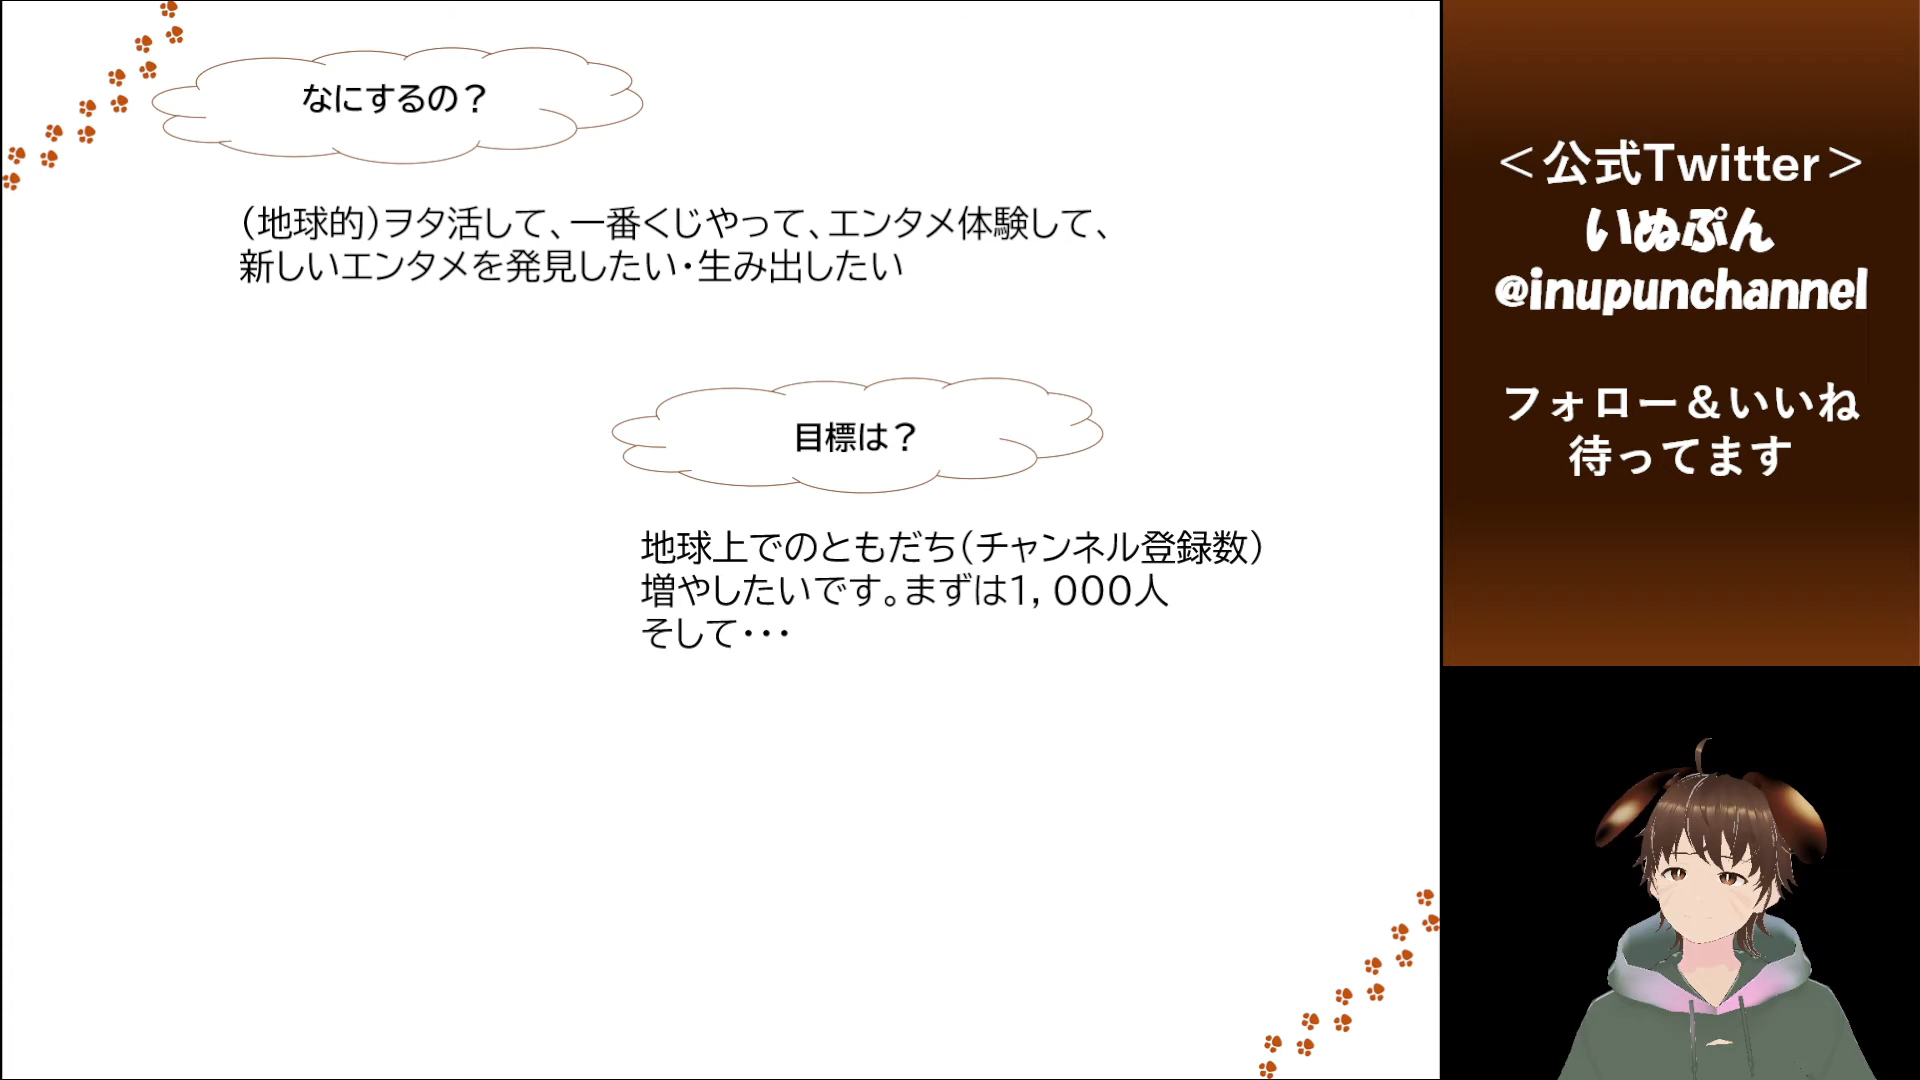 なにするの？
（地球的）ヲタ活して、一番くじやって、エンタメ体験して、
新しいエンタメを発見したい・生み出したい
目標は？
地球上でのともだち（チャンネル登録数）
増やしたいです。まずは1，000人
そして・・・
＜公式Twitter＞
いぬぷん
@inupunchannel
フォロー＆いいね
待ってます